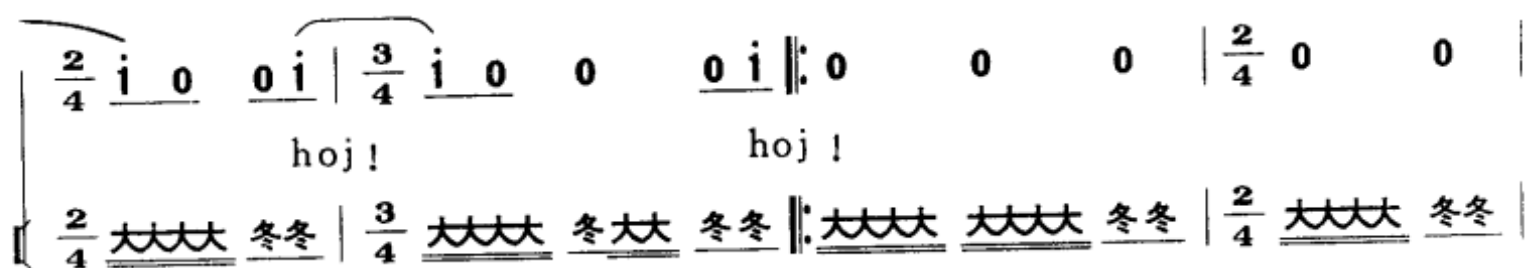 2/4 i 0 0 i | 3/4 i 0 0 0 i ‖: 0 0 0 | 2/4 0 0 |
hoj! hoj!
2/4 大大大大 冬冬 | 3/4 大大大大 冬大大 冬冬 ‖: 大大大大 大大大大 冬冬 | 2/4 大大大大 冬冬 |